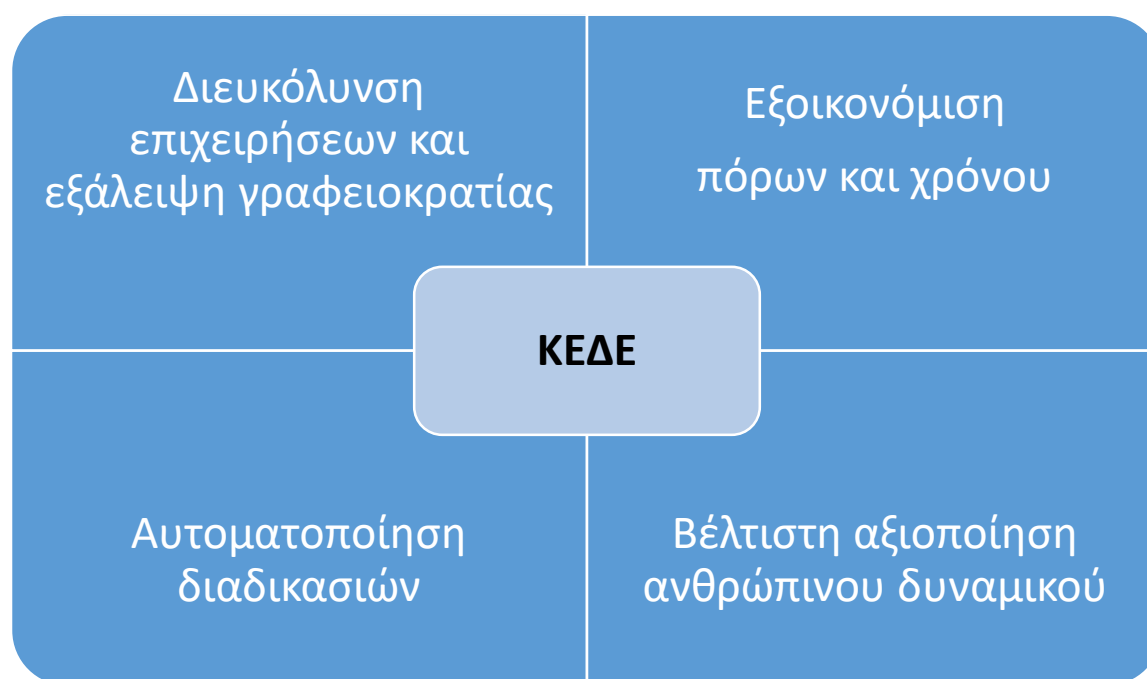 Διευκόλυνση
επιχειρήσεων και
εξάλειψη γραφειοκρατίας
Εξοικονόμιση
πόρων και χρόνου
ΚΕΔΕ
Αυτοματοποίηση
διαδικασιών
Βέλτιστη αξιοποίηση
ανθρώπινου δυναμικού